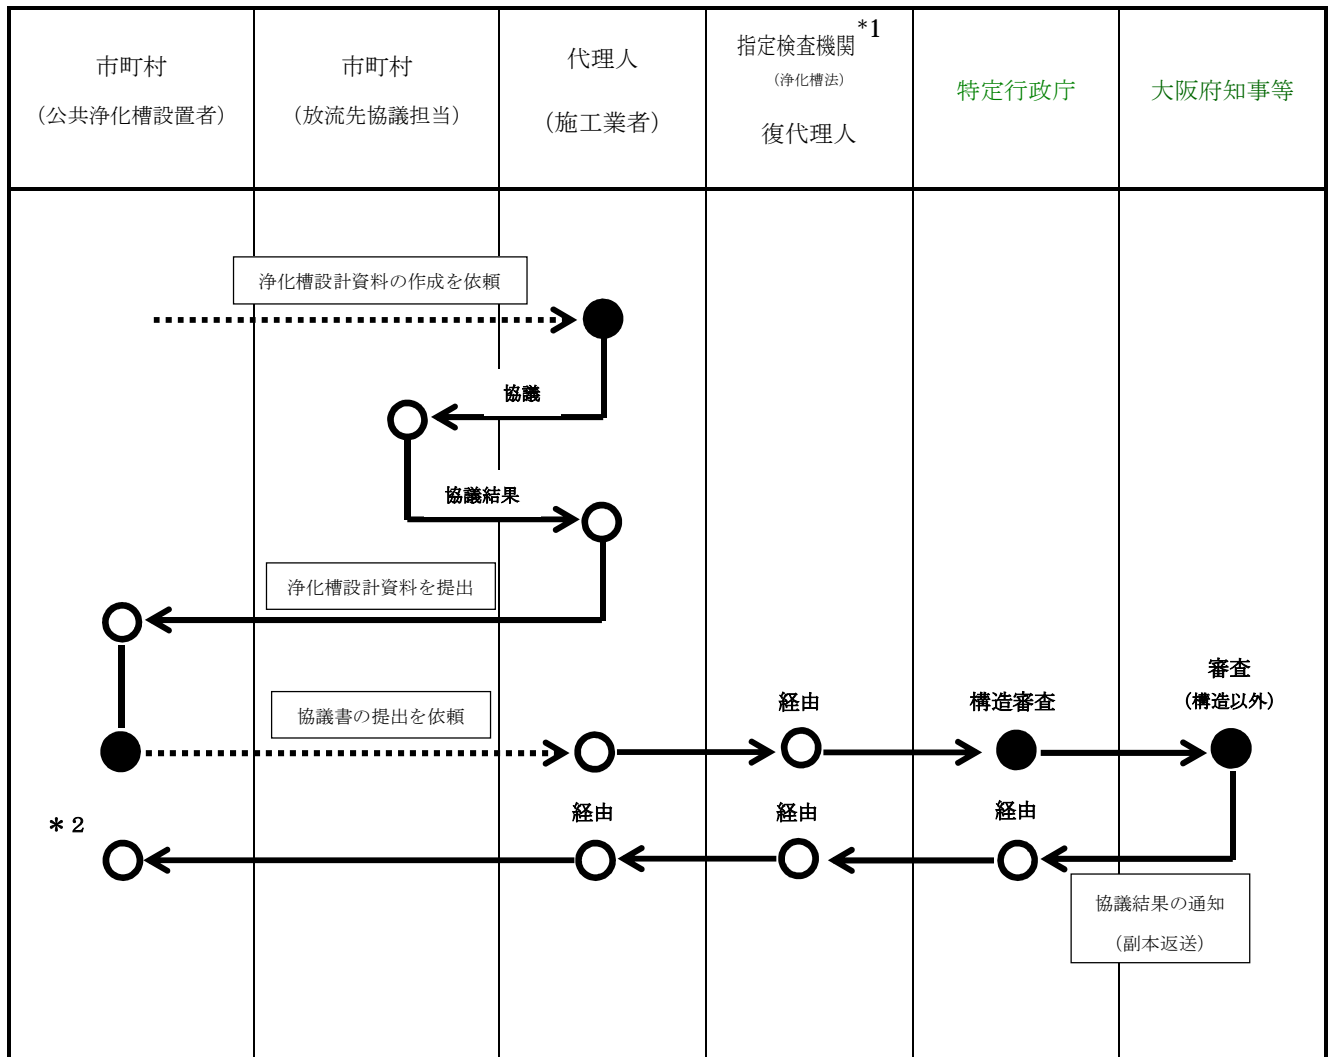 市町村
(公共浄化槽設置者)
市町村
(放流先協議担当)
代理人
(施工業者)
指定検査機関*1
(浄化槽法)
復代理人
特定行政庁
大阪府知事等
浄化槽設計資料の作成を依頼
協議
協議結果
浄化槽設計資料を提出
協議書の提出を依頼
経由
構造審査
審査
(構造以外)
*2
経由
経由
経由
協議結果の通知
(副本返送)